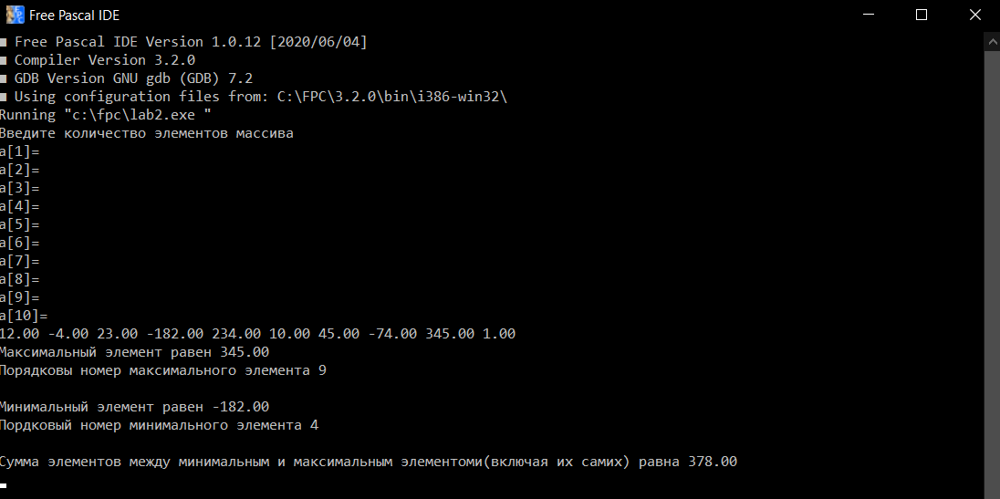 Free Pascal IDE
■ Free Pascal IDE Version 1.0.12 [2020/06/04]
■ Compiler Version 3.2.0
■ GDB Version GNU gdb (GDB) 7.2
■ Using configuration files from: C:\FPC\3.2.0\bin\i386-win32\
Running "c:\fpc\lab2.exe "
Введите количество элементов массива
a[1]=
a[2]=
a[3]=
a[4]=
a[5]=
a[6]=
a[7]=
a[8]=
a[9]=
a[10]=
12.00 -4.00 23.00 -182.00 234.00 10.00 45.00 -74.00 345.00 1.00
Максимальный элемент равен 345.00
Порядковы номер максимального элемента 9
Минимальный элемент равен -182.00
Пордковый номер минимального элемента 4
Сумма элементов между минимальным и максимальным элементоми(включая их самих) равна 378.00